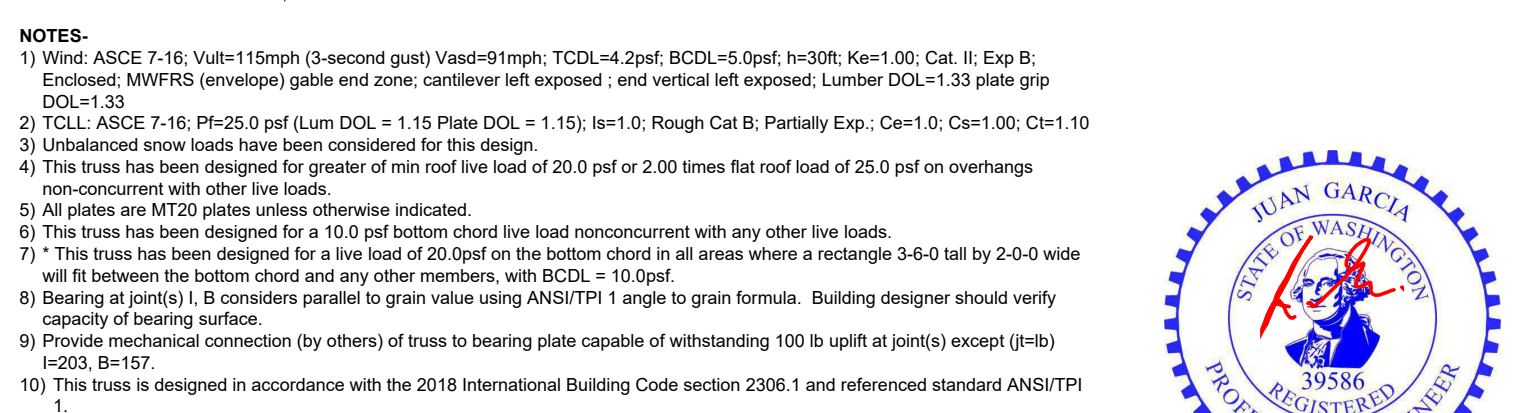 NOTES-
1) Wind: ASCE 7-16; Vult=115mph (3-second gust) Vasd=91mph; TCDL=4.2psf; BCDL=5.0psf; h=30ft; Ke=1.00; Cat. II; Exp B;
Enclosed; MWFRS (envelope) gable end zone; cantilever left exposed ; end vertical left exposed; Lumber DOL=1.33 plate grip
DOL=1.33
2) TCLL: ASCE 7-16; Pf=25.0 psf (Lum DOL = 1.15 Plate DOL = 1.15); Is=1.0; Rough Cat B; Partially Exp.; Ce=1.0; Cs=1.00; Ct=1.10
3) Unbalanced snow loads have been considered for this design.
4) This truss has been designed for greater of min roof live load of 20.0 psf or 2.00 times flat roof load of 25.0 psf on overhangs
non-concurrent with other live loads.
5) All plates are MT20 plates unless otherwise indicated.
6) This truss has been designed for a 10.0 psf bottom chord live load nonconcurrent with any other live loads.
7) * This truss has been designed for a live load of 20.0psf on the bottom chord in all areas where a rectangle 3-6-0 tall by 2-0-0 wide
will fit between the bottom chord and any other members, with BCDL = 10.0psf.
8) Bearing at joint(s) I, B considers parallel to grain value using ANSI/TPI 1 angle to grain formula.  Building designer should verify
capacity of bearing surface.
9) Provide mechanical connection (by others) of truss to bearing plate capable of withstanding 100 lb uplift at joint(s) except (jt=lb)
I=203, B=157.
10) This truss is designed in accordance with the 2018 International Building Code section 2306.1 and referenced standard ANSI/TPI
1.
JUAN GARCIA
STATE OF WASHINGTON
39586
REGISTERED